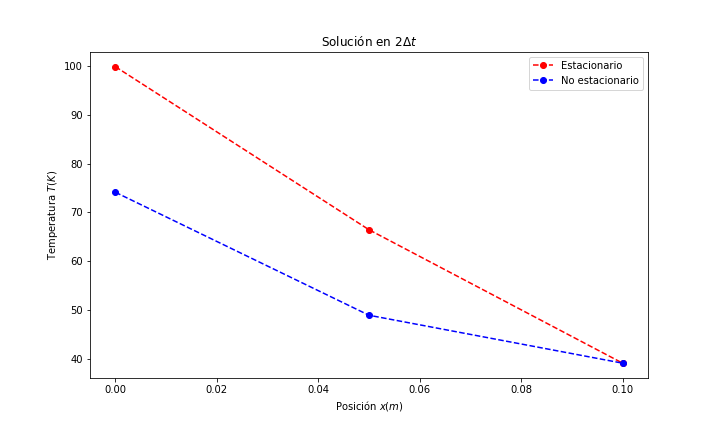 Solución en 2Δt
Estacionario
No estacionario
100
90
80
70
60
50
40
Temperatura T(K)
0.00
0.02
0.04
0.06
0.08
0.10
Posición x(m)